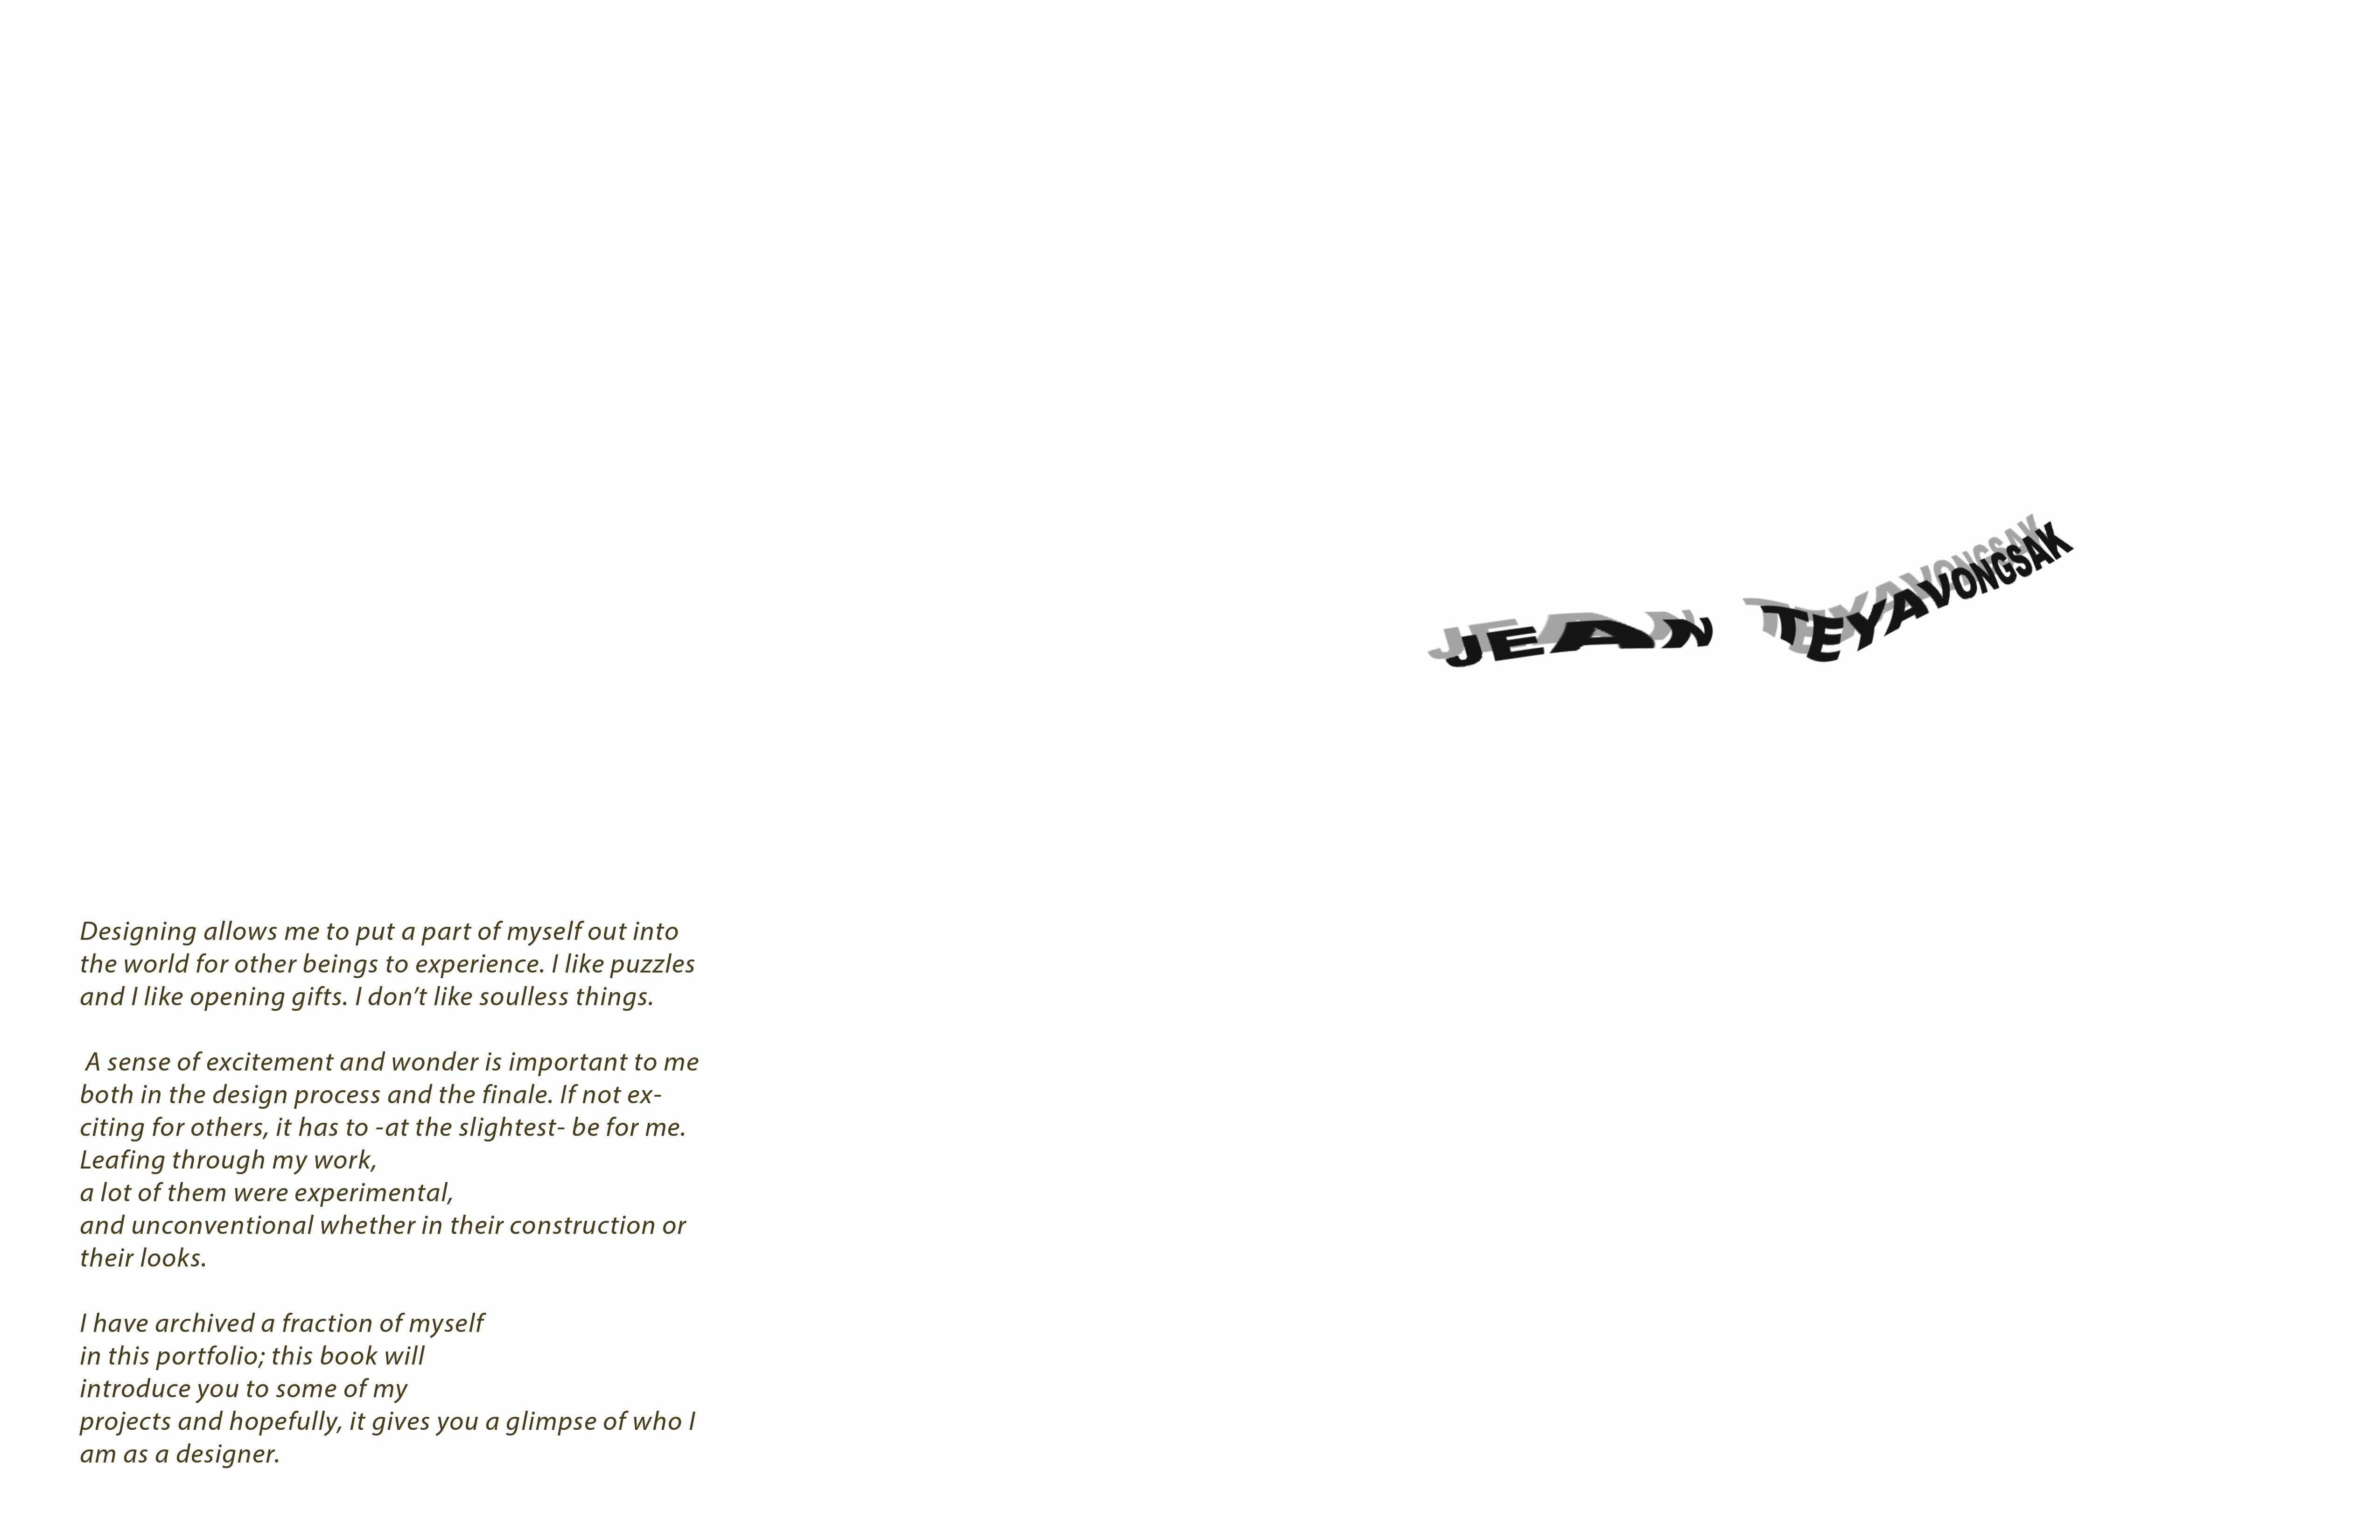 Designing allows me to put a part of myself out into
the world for other beings to experience. I like puzzles
and I like opening gifts. I don’t like soulless things.
A sense of excitement and wonder is important to me
both in the design process and the finale. If not ex-
citing for others, it has to -at the slightest- be for me.
Leafing through my work,
a lot of them were experimental,
and unconventional whether in their construction or
their looks.
I have archived a fraction of myself
in this portfolio; this book will
introduce you to some of my
projects and hopefully, it gives you a glimpse of who I
am as a designer.
JEAN TEYAVONGSAK